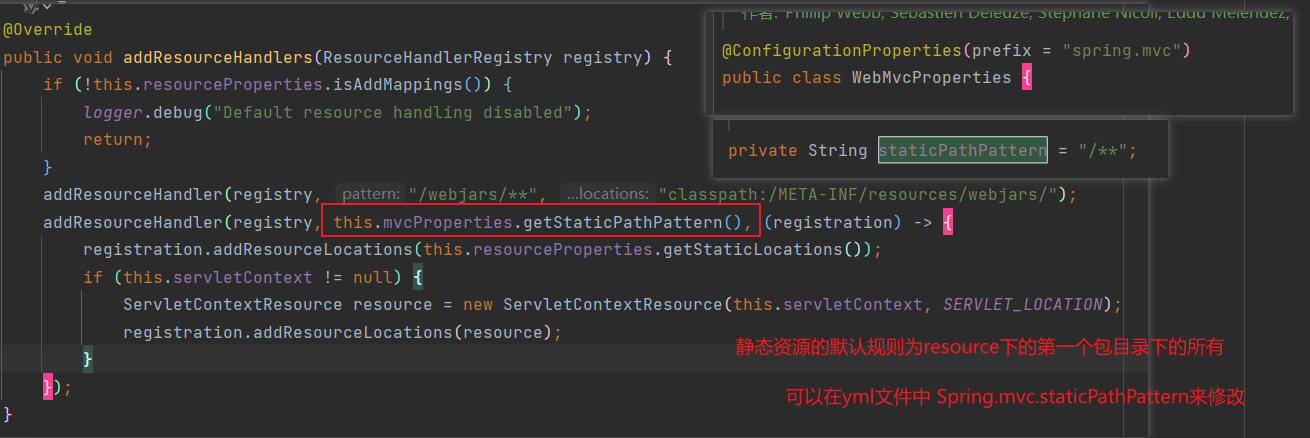 @Override
public void addResourceHandlers(ResourceHandlerRegistry registry) {
if (!this.resourceProperties.isAddMappings()) {
logger.debug("Default resource handling disabled");
return;
}
addResourceHandler(registry, pattern: "/webjars/**", ...locations: "classpath:/META-INF/resources/webjars/");
addResourceHandler(registry, this.mvcProperties.getStaticPathPattern(), (registration) -> {
registration.addResourceLocations(this.resourceProperties.getStaticLocations());
if (this.servletContext != null) {
ServletContextResource resource = new ServletContextResource(this.servletContext, SERVLET_LOCATION);
registration.addResourceLocations(resource);
}
});
}
作者: Phillip Webb, Sébastien Deleuze, Stephane Nicoll,
@ConfigurationProperties(prefix = "spring.mvc")
public class WebMvcProperties {
private String staticPathPattern = "/**";
静态资源的默认规则为resource下的第一个包目录下的所有
可以在yml文件中 Spring.mvc.staticPathPattern来修改